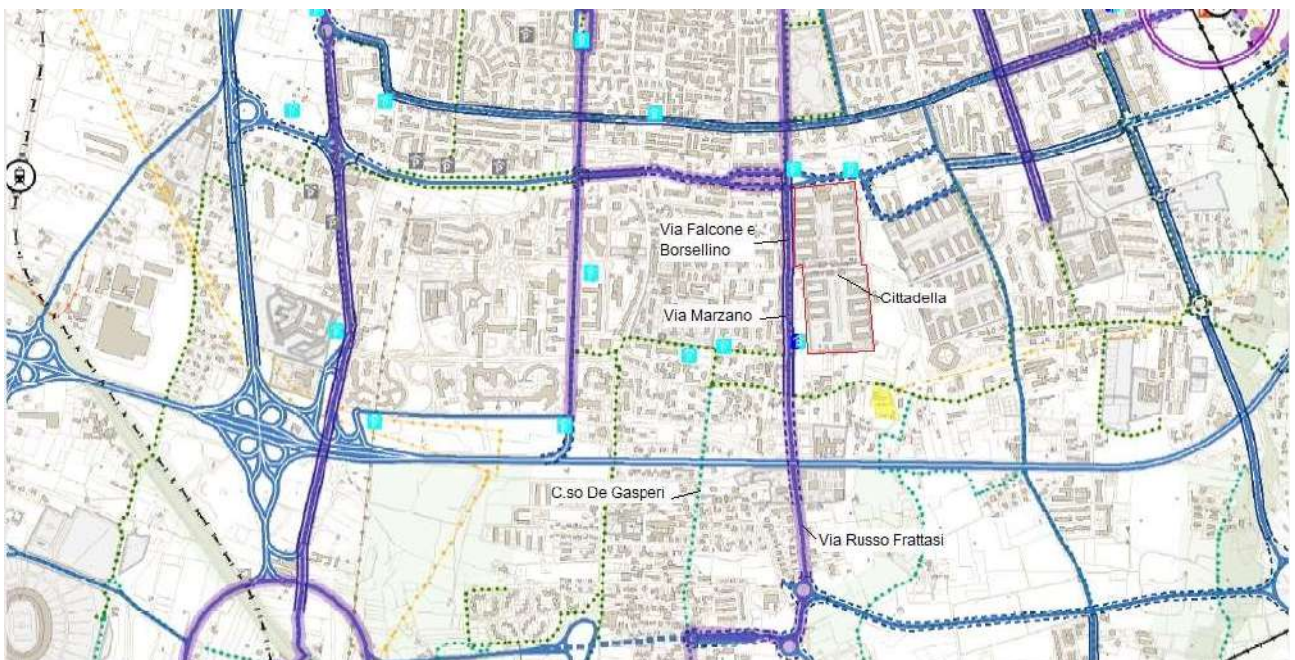 Via Falcone e
Borsellino
Cittadella
Via Marzano
C.so De Gasperi
Via Russo Frattasi